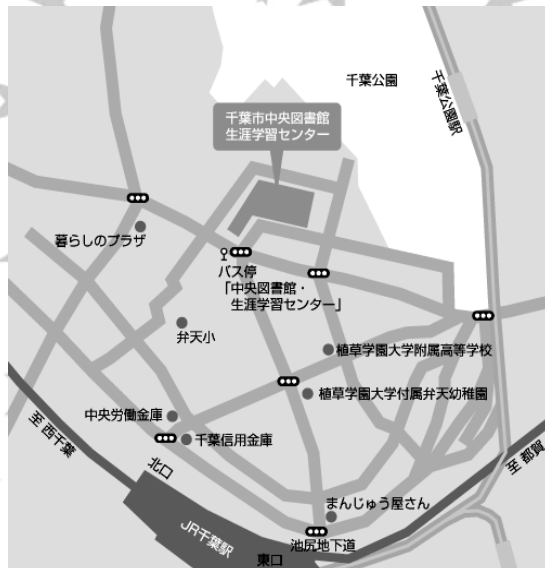 千葉公園
千葉公園駅
千葉市中央図書館
生涯学習センター
暮らしのプラザ
バス停
「中央図書館・
生涯学習センター」
弁天小
植草学園大学附属高等学校
植草学園大学付属弁天幼稚園
中央労働金庫
千葉信用金庫
至 西千葉
北口
至 都賀
まんじゅう屋さん
JR千葉駅
池尻地下道
東口